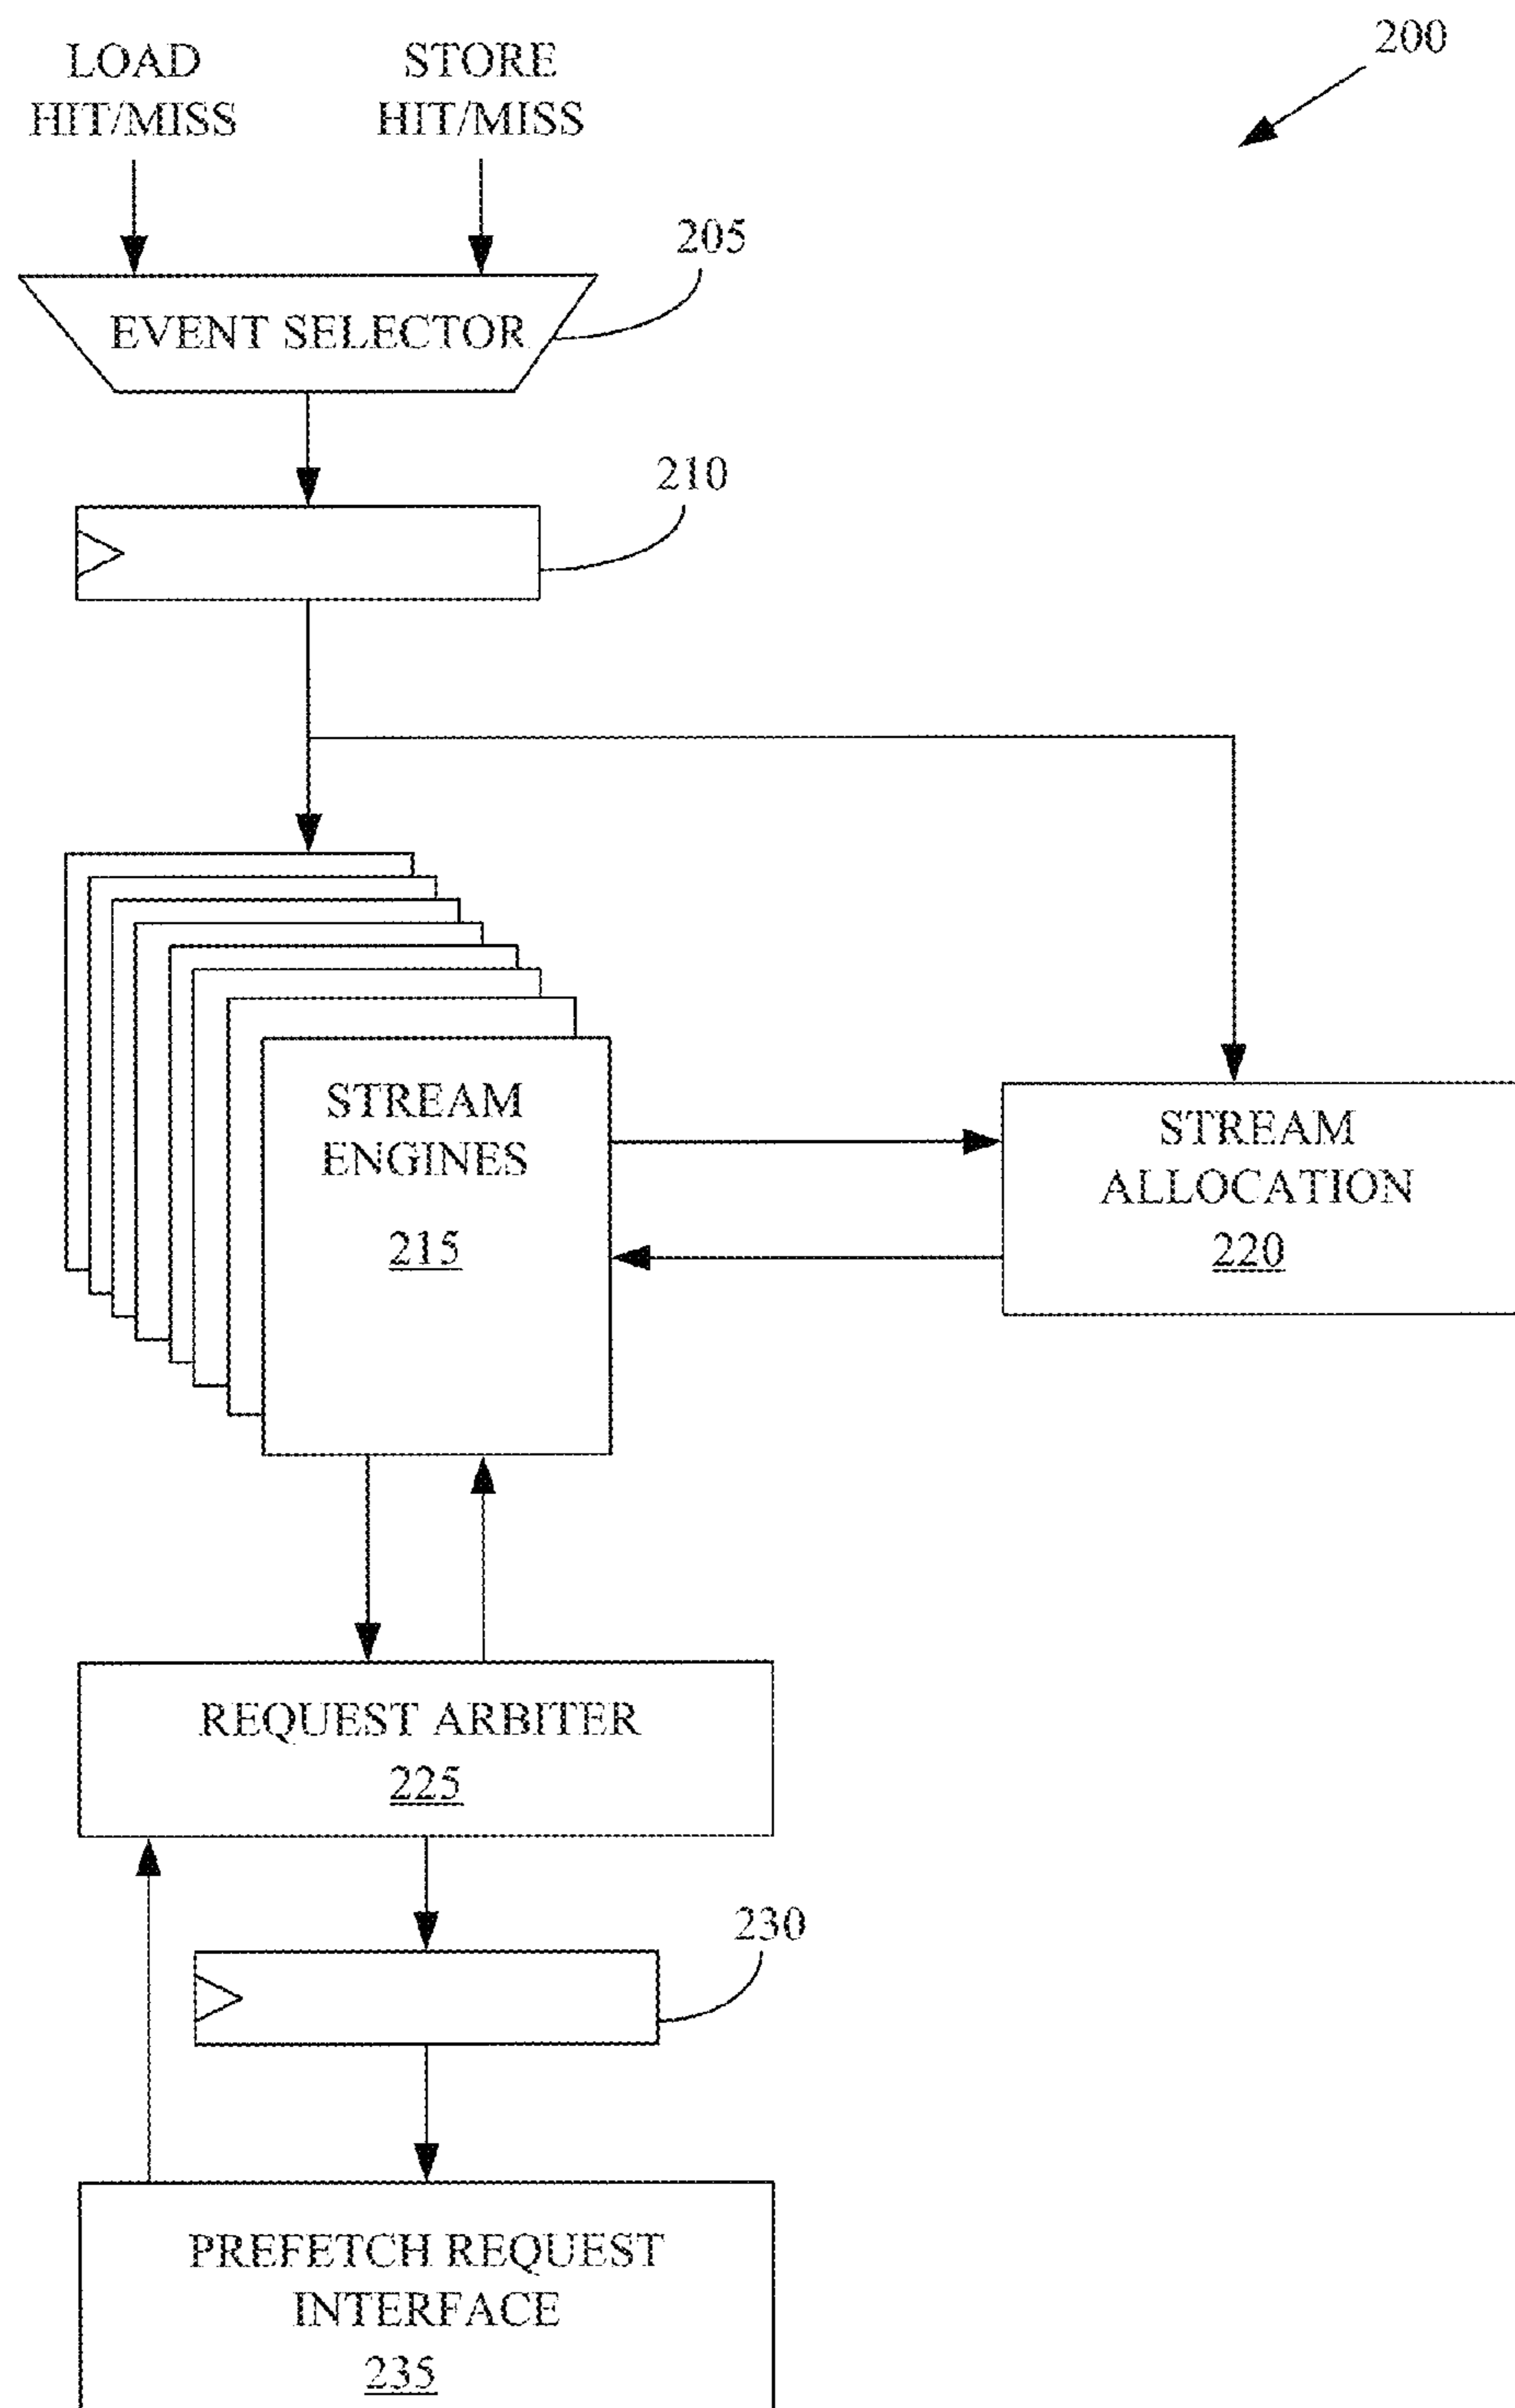 200
LOAD
HIT/MISS
STORE
HIT/MISS
205
EVENT SELECTOR
210
STREAM
ENGINES
215
STREAM
ALLOCATION
220
REQUEST ARBITER
225
230
PREFETCH REQUEST
INTERFACE
235